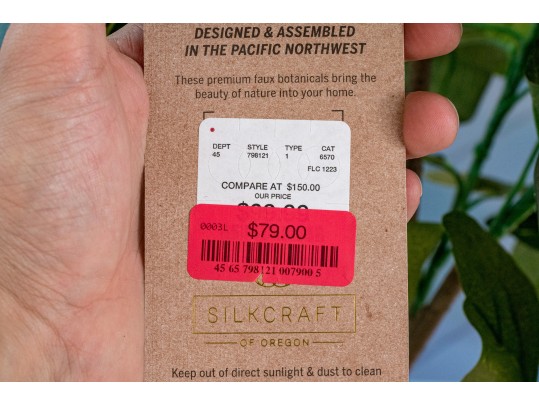 DESIGNED & ASSEMBLED
IN THE PACIFIC NORTHWEST
These premium faux botanicals bring the
beauty of nature into your home.
DEPT STYLE TYPE CAT
45 798121 1 6570
FLC 1223
COMPARE AT $150.00
OUR PRICE
0003L $79.00
45 65 798121 007900 5
SILKCRAFT
OF OREGON
Keep out of direct sunlight & dust to clean